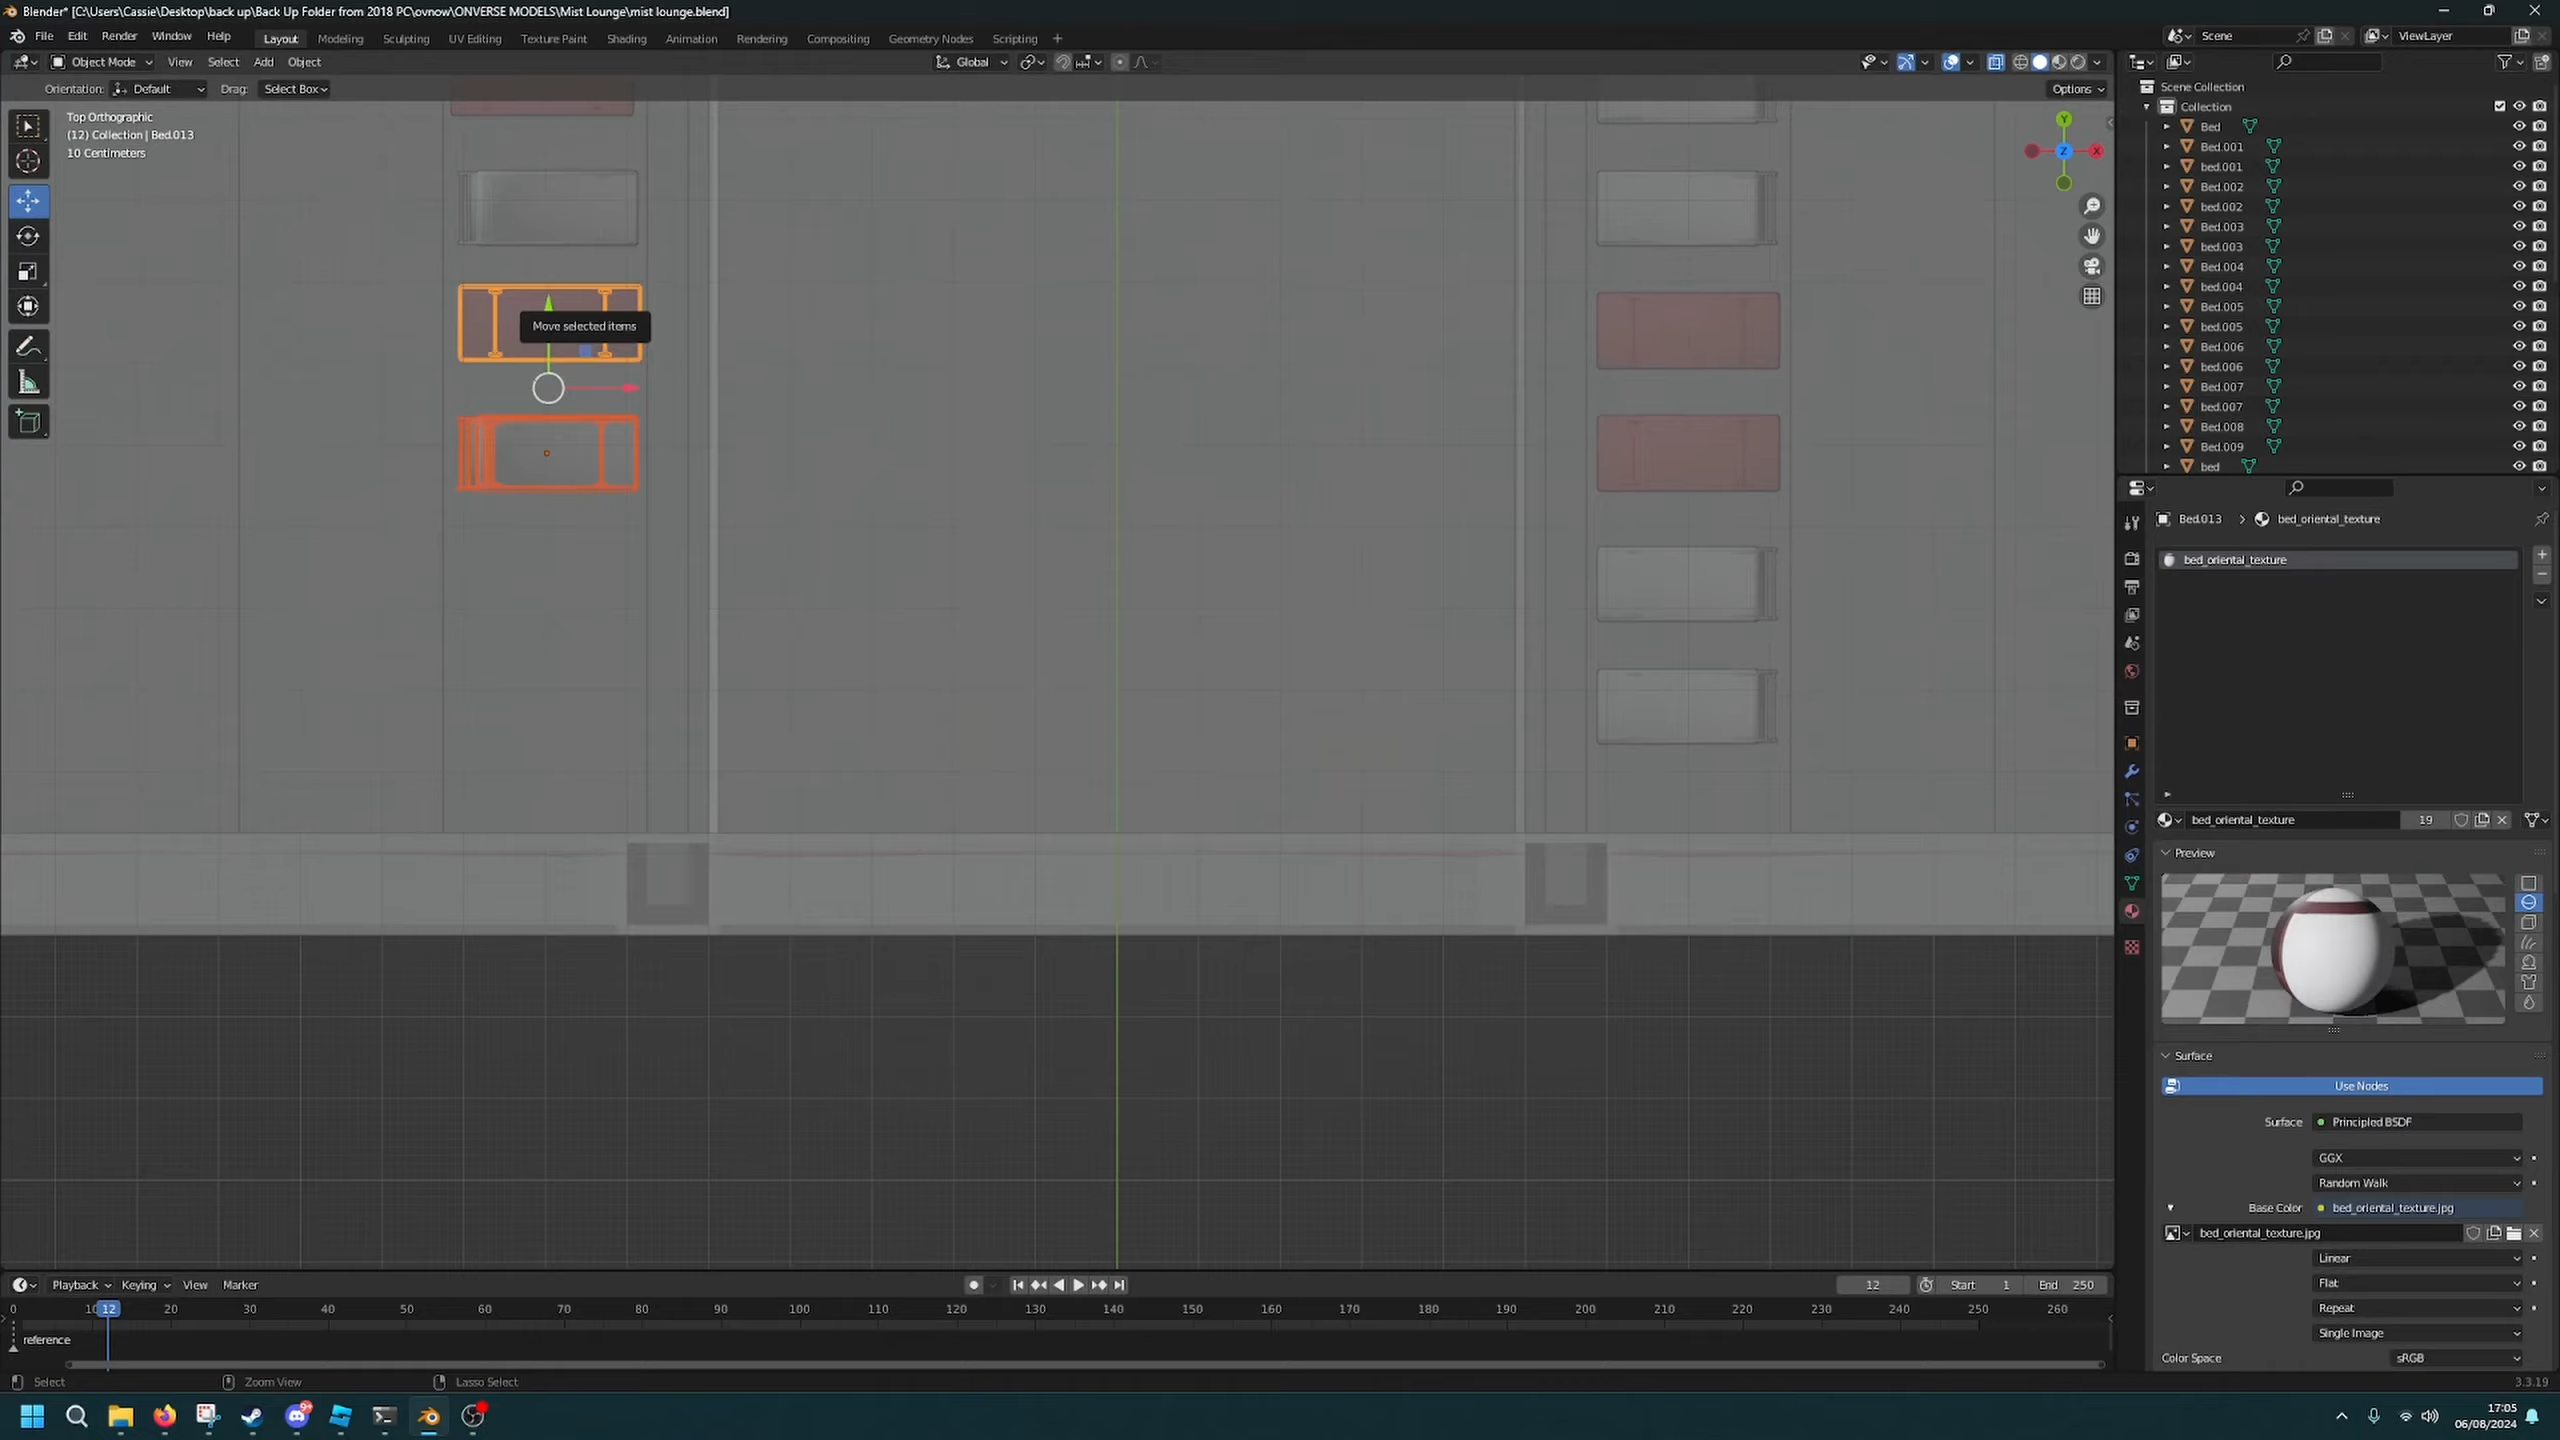 Blender* [C:\Users\Cassie\Desktop\back up\Back Up Folder from 2018 PC\ovnow\ONVERSE MODELS\Mist Lounge\mist lounge.blend]
File Edit Render Window Help Layout Modeling Sculpting UV Editing Texture Paint Shading Animation Rendering Compositing Geometry Nodes Scripting + Scene ViewLayer
Object Mode View Select Add Object Global
Orientation: Default Drag: Select Box Options
Top Orthographic
(12) Collection | Bed.013
10 Centimeters
Move selected items
Y
Z X
Scene Collection
Collection
Bed
Bed.001
bed.001
Bed.002
bed.002
Bed.003
bed.003
Bed.004
bed.004
Bed.005
bed.005
Bed.006
bed.006
Bed.007
bed.007
Bed.008
Bed.009
bed
Bed.013 > bed_oriental_texture
bed_oriental_texture
bed_oriental_texture 19
Preview
Surface
Use Nodes
Surface Principled BSDF
GGX
Random Walk
Base Color bed_oriental_texture.jpg
bed_oriental_texture.jpg
Linear
Flat
Repeat
Single Image
Color Space sRGB
Playback Keying View Marker 12 Start 1 End 250
0 10 12 20 30 40 50 60 70 80 90 100 110 120 130 140 150 160 170 180 190 200 210 220 230 240 250 260
reference
Select Zoom View Lasso Select 3.3.19
9+
17:05
06/08/2024